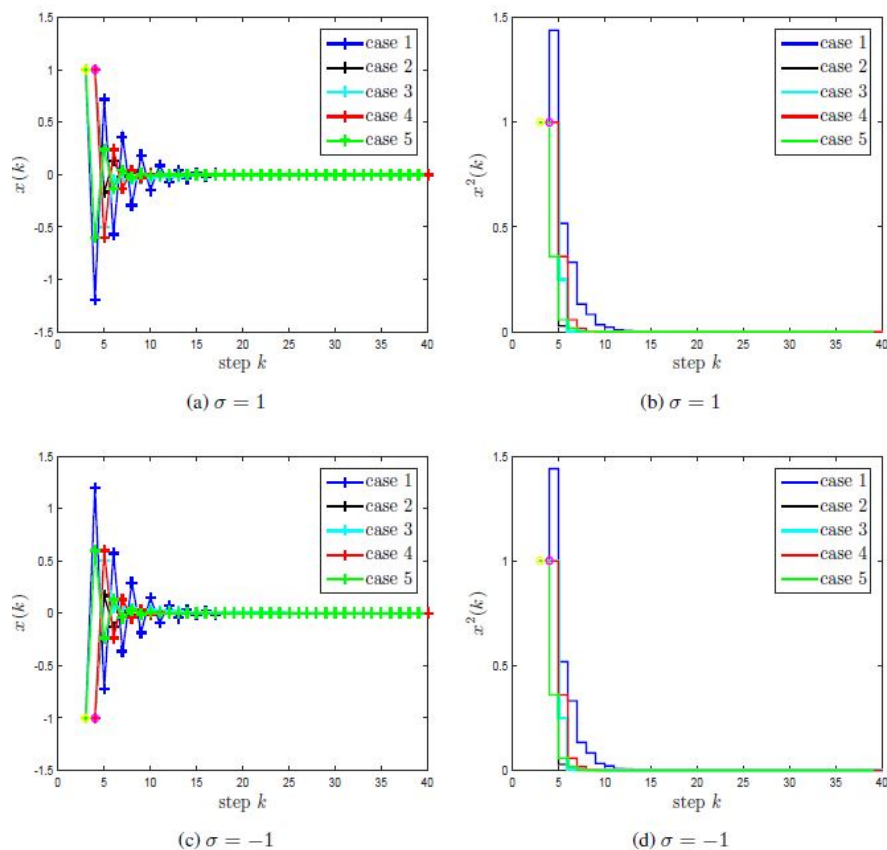 1.5
1
0.5
0
-0.5
-1
-1.5
x(k)
0 5 10 15 20 25 30 35 40
step k
case 1
case 2
case 3
case 4
case 5
(a) σ = 1
1.5
1
0.5
0
x²(k)
0 5 10 15 20 25 30 35 40
step k
case 1
case 2
case 3
case 4
case 5
(b) σ = 1
1.5
1
0.5
0
-0.5
-1
-1.5
x(k)
0 5 10 15 20 25 30 35 40
step k
case 1
case 2
case 3
case 4
case 5
(c) σ = −1
1.5
1
0.5
0
x²(k)
0 5 10 15 20 25 30 35 40
step k
case 1
case 2
case 3
case 4
case 5
(d) σ = −1